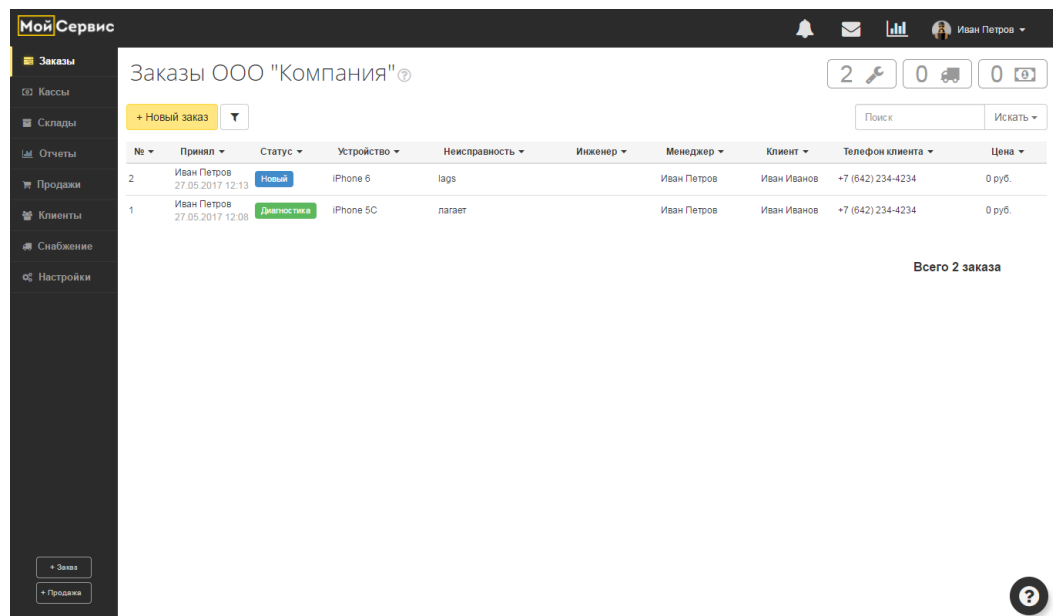 МойСервис
Иван Петров
Заказы
Кассы
Склады
Отчеты
Продажи
Клиенты
Снабжение
Настройки
+ Заказ
+ Продажа
Заказы ООО "Компания"
2
0
0
+ Новый заказ
Поиск
Искать
№ Принял Статус Устройство Неисправность Инженер Менеджер Клиент Телефон клиента Цена
2 Иван Петров Новый iPhone 6 lags Иван Петров Иван Иванов +7 (642) 234-4234 0 руб.
27.05.2017 12:13
1 Иван Петров Диагностика iPhone 5C лагает Иван Петров Иван Иванов +7 (642) 234-4234 0 руб.
27.05.2017 12:08
Всего 2 заказа
?